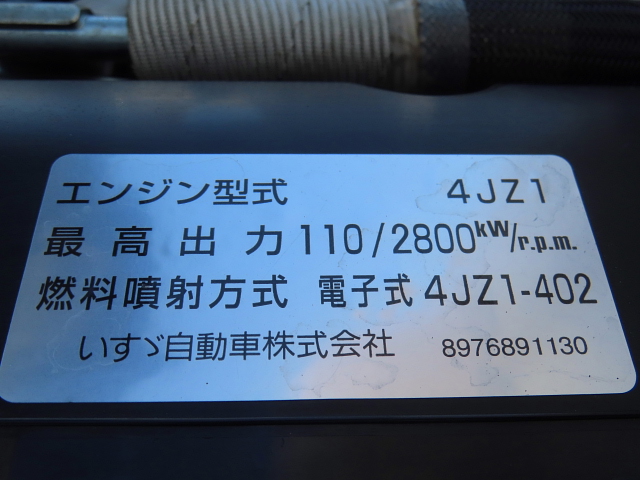 エンジン型式 4JZ1
最高出力 110/2800kW/r.p.m.
燃料噴射方式 電子式 4JZ1-402
いすゞ自動車株式会社 8976891130